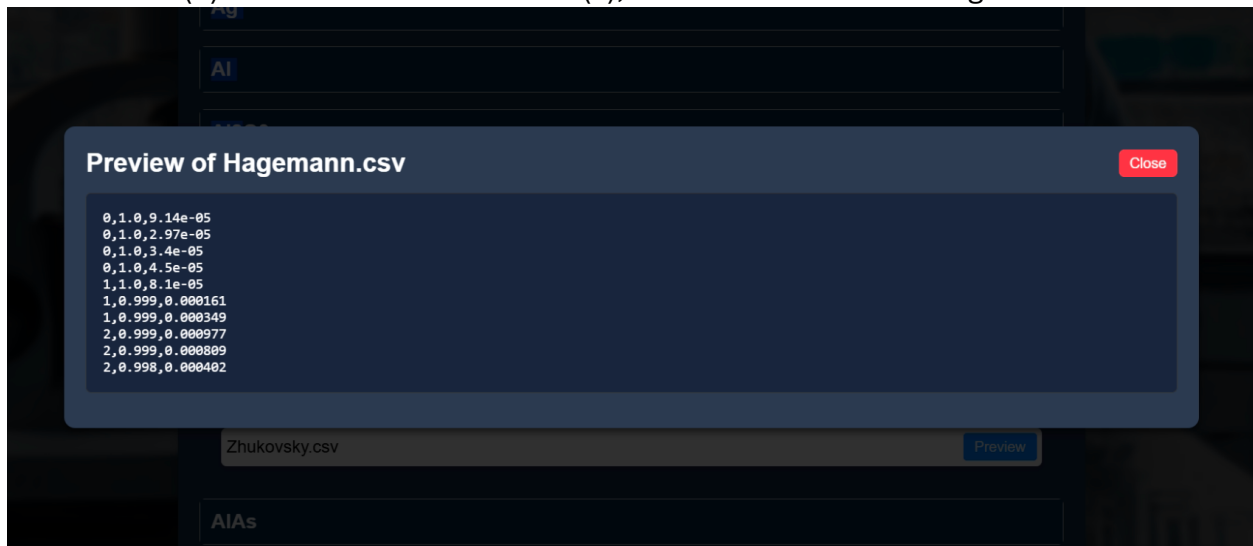 Ag
Al
Preview of Hagemann.csv
Close
0,1.0,9.14e-05
0,1.0,2.97e-05
0,1.0,3.4e-05
0,1.0,4.5e-05
1,1.0,8.1e-05
1,0.999,0.000161
1,0.999,0.000349
2,0.999,0.000977
2,0.999,0.000809
2,0.998,0.000402
Zhukovsky.csv
Preview
AlAs